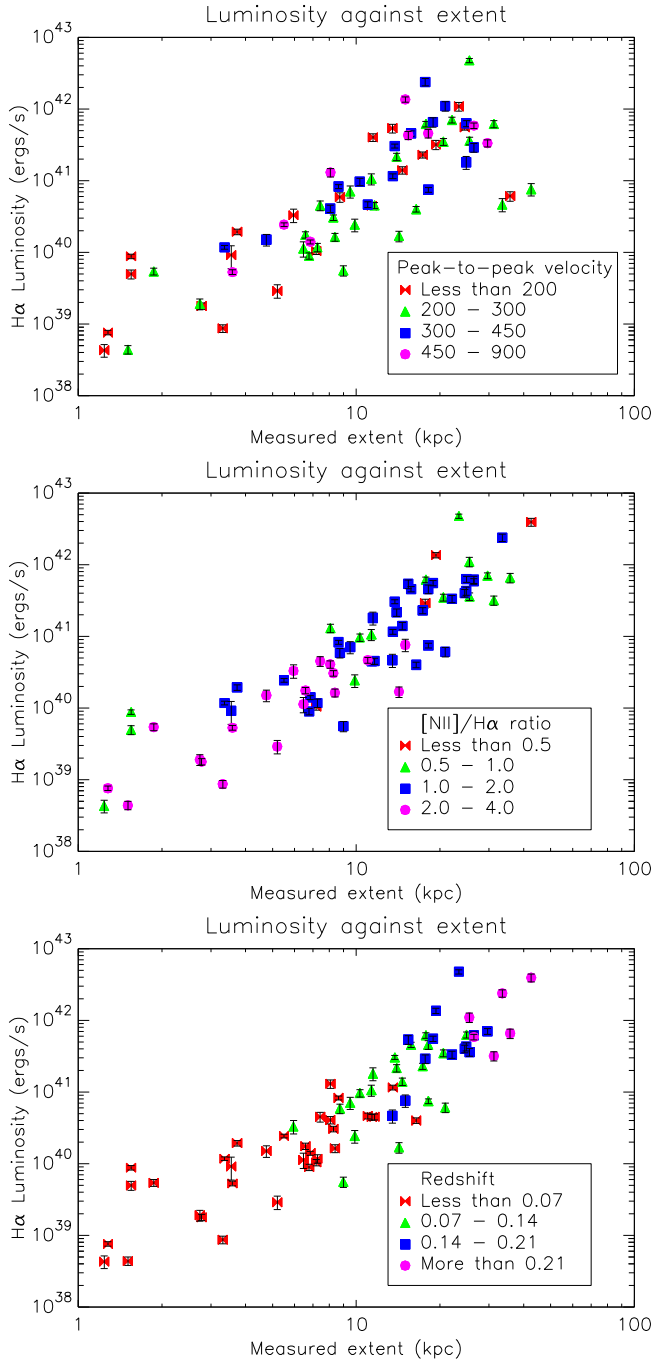 Luminosity against extent
10^43
10^42
10^41
10^40
10^39
10^38
Hα Luminosity (ergs/s)
Peak-to-peak velocity
Less than 200
200 - 300
300 - 450
450 - 900
1 10 100
Measured extent (kpc)
Luminosity against extent
10^43
10^42
10^41
10^40
10^39
10^38
Hα Luminosity (ergs/s)
[NII]/Hα ratio
Less than 0.5
0.5 - 1.0
1.0 - 2.0
2.0 - 4.0
1 10 100
Measured extent (kpc)
Luminosity against extent
10^43
10^42
10^41
10^40
10^39
10^38
Hα Luminosity (ergs/s)
Redshift
Less than 0.07
0.07 - 0.14
0.14 - 0.21
More than 0.21
1 10 100
Measured extent (kpc)